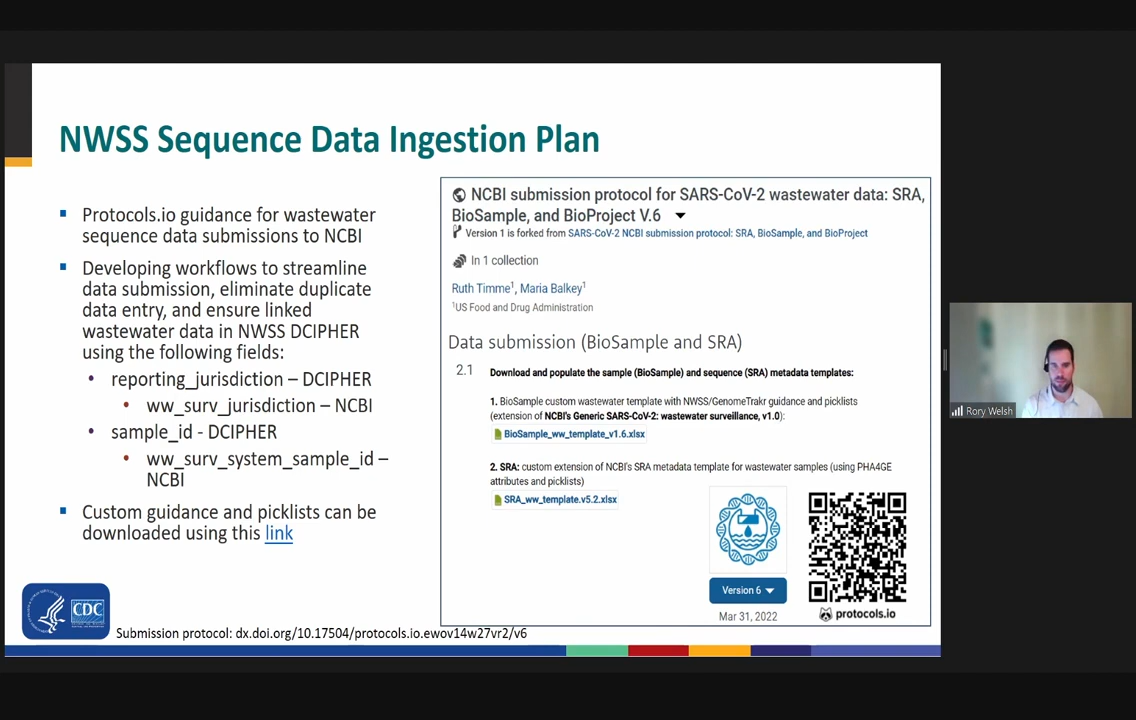 NWSS Sequence Data Ingestion Plan
Protocols.io guidance for wastewater
sequence data submissions to NCBI
Developing workflows to streamline
data submission, eliminate duplicate
data entry, and ensure linked
wastewater data in NWSS DCIPHER
using the following fields:
reporting_jurisdiction – DCIPHER
ww_surv_jurisdiction – NCBI
sample_id - DCIPHER
ww_surv_system_sample_id –
NCBI
Custom guidance and picklists can be
downloaded using this link
CDC
Submission protocol: dx.doi.org/10.17504/protocols.io.ewov14w27vr2/v6
NCBI submission protocol for SARS-CoV-2 wastewater data: SRA,
BioSample, and BioProject V.6
Version 1 is forked from SARS-CoV-2 NCBI submission protocol: SRA, BioSample, and BioProject
In 1 collection
Ruth Timme1, Maria Balkey1
1US Food and Drug Administration
Data submission (BioSample and SRA)
2.1 Download and populate the sample (BioSample) and sequence (SRA) metadata templates:
1. BioSample custom wastewater template with NWSS/GenomeTrakr guidance and picklists
(extension of NCBI's Generic SARS-CoV-2: wastewater surveillance, v1.0):
BioSample_ww_template_v1.6.xlsx
2. SRA: custom extension of NCBI's SRA metadata template for wastewater samples (using PHA4GE
attributes and picklists)
SRA_ww_template.v5.2.xlsx
Version 6
Mar 31, 2022
protocols.io
Rory Welsh